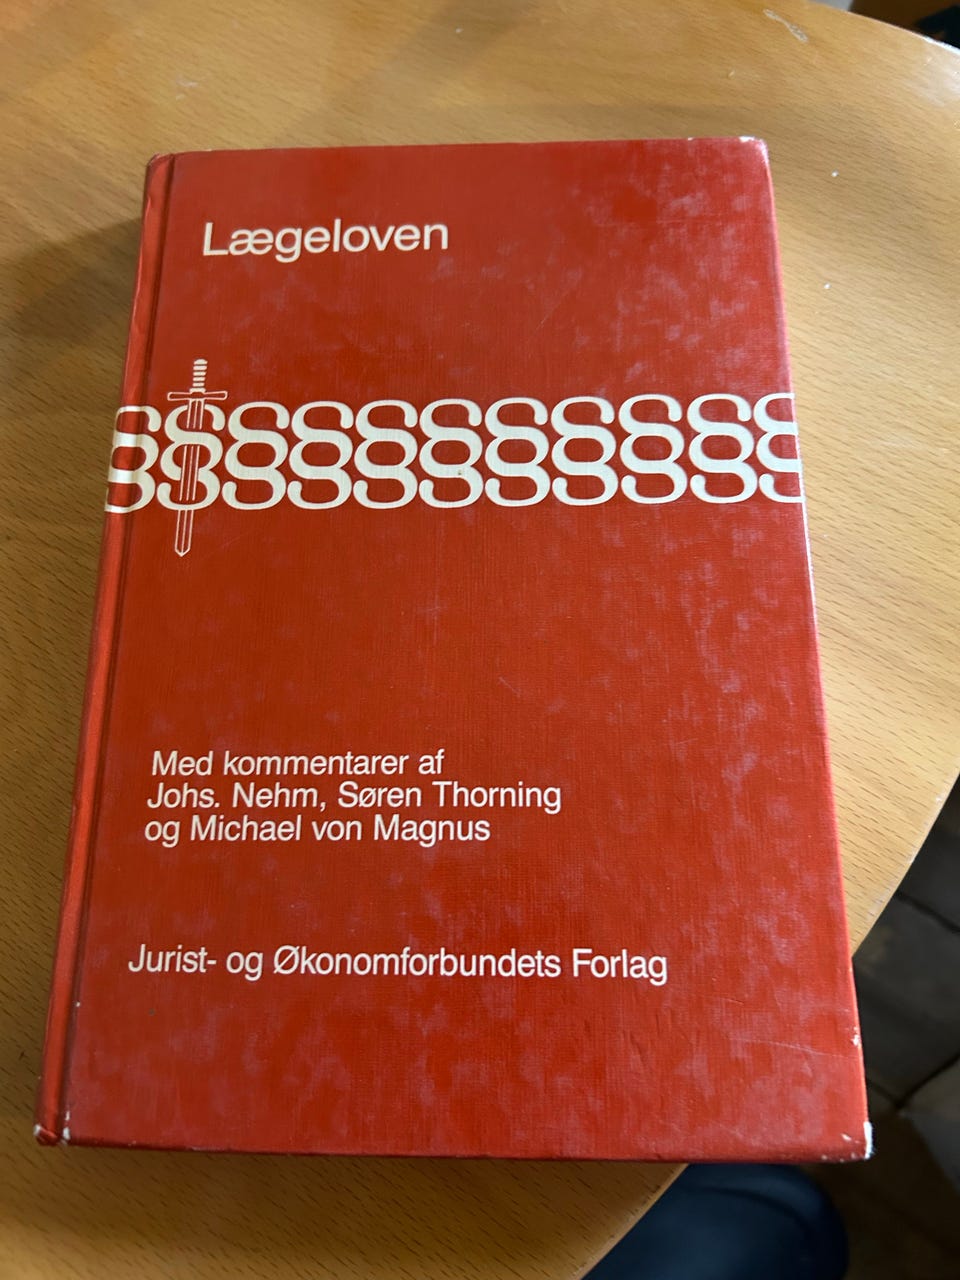 Lægeloven
§§§§§§§§§§§
Med kommentarer af
Johs. Nehm, Søren Thorning
og Michael von Magnus
Jurist- og Økonomforbundets Forlag